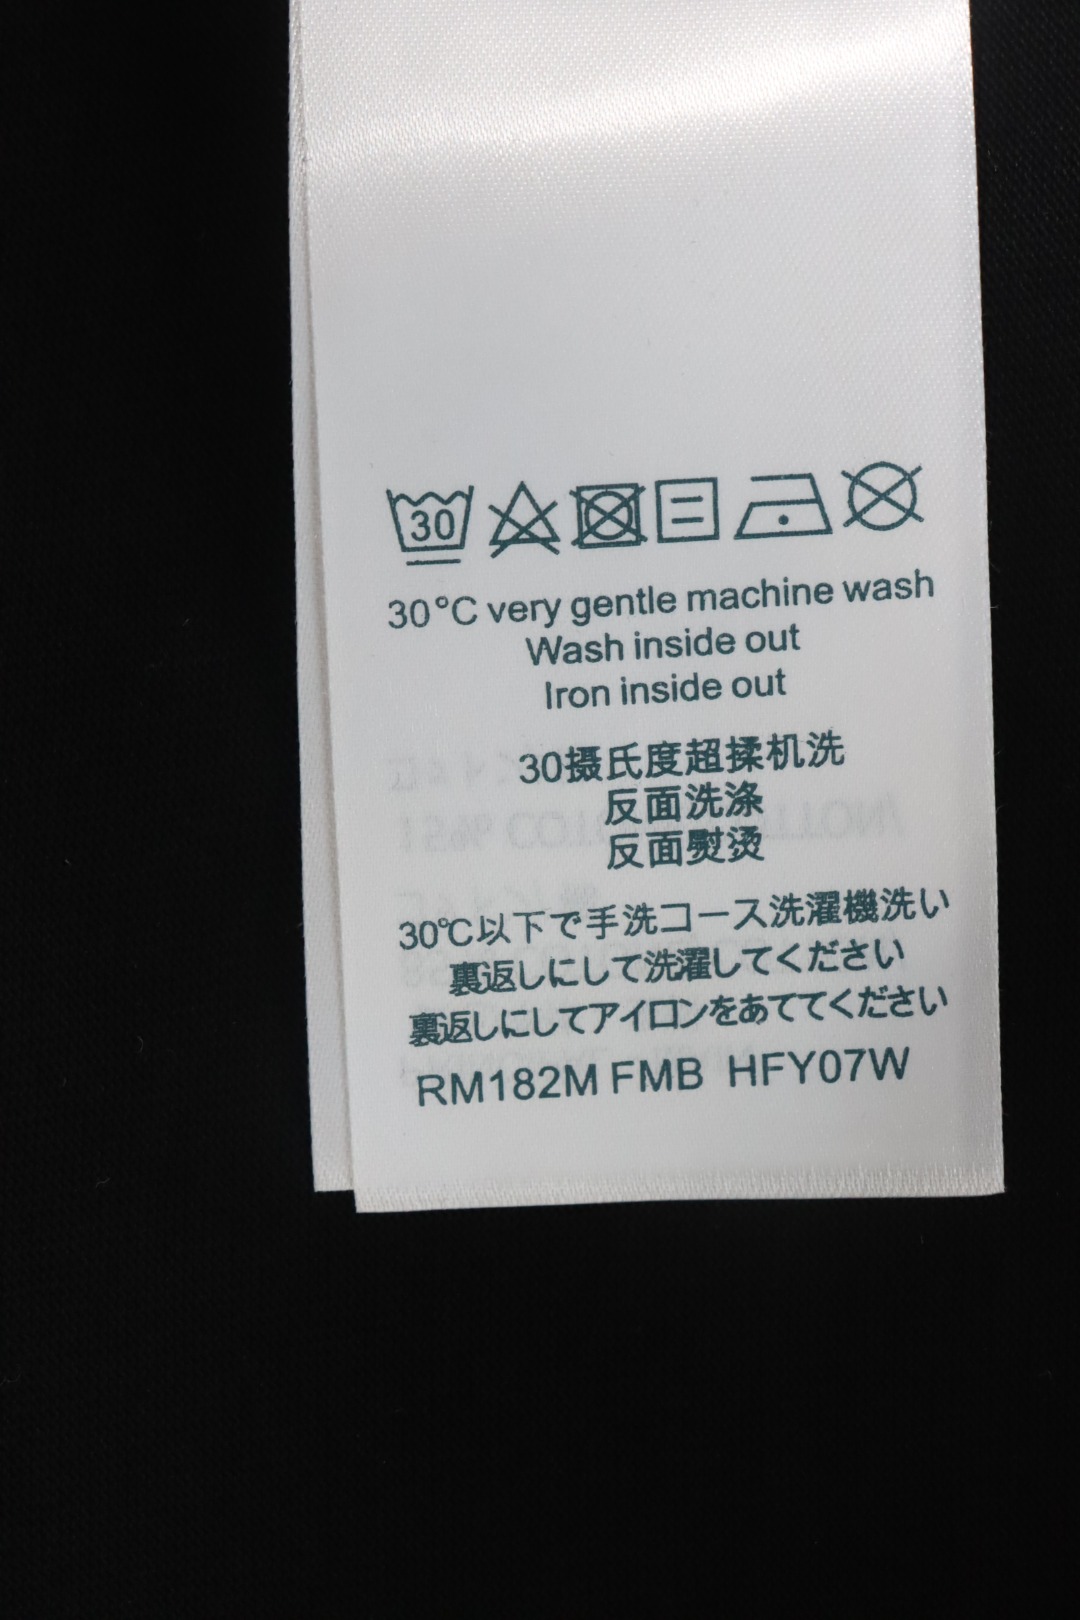 30
30°C very gentle machine wash
Wash inside out
Iron inside out
30摄氏度超揉机洗
反面洗涤
反面熨烫
30℃以下で手洗コース洗濯機洗い
裏返しにして洗濯してください
裏返しにしてアイロンをあててください
RM182M FMB HFY07W